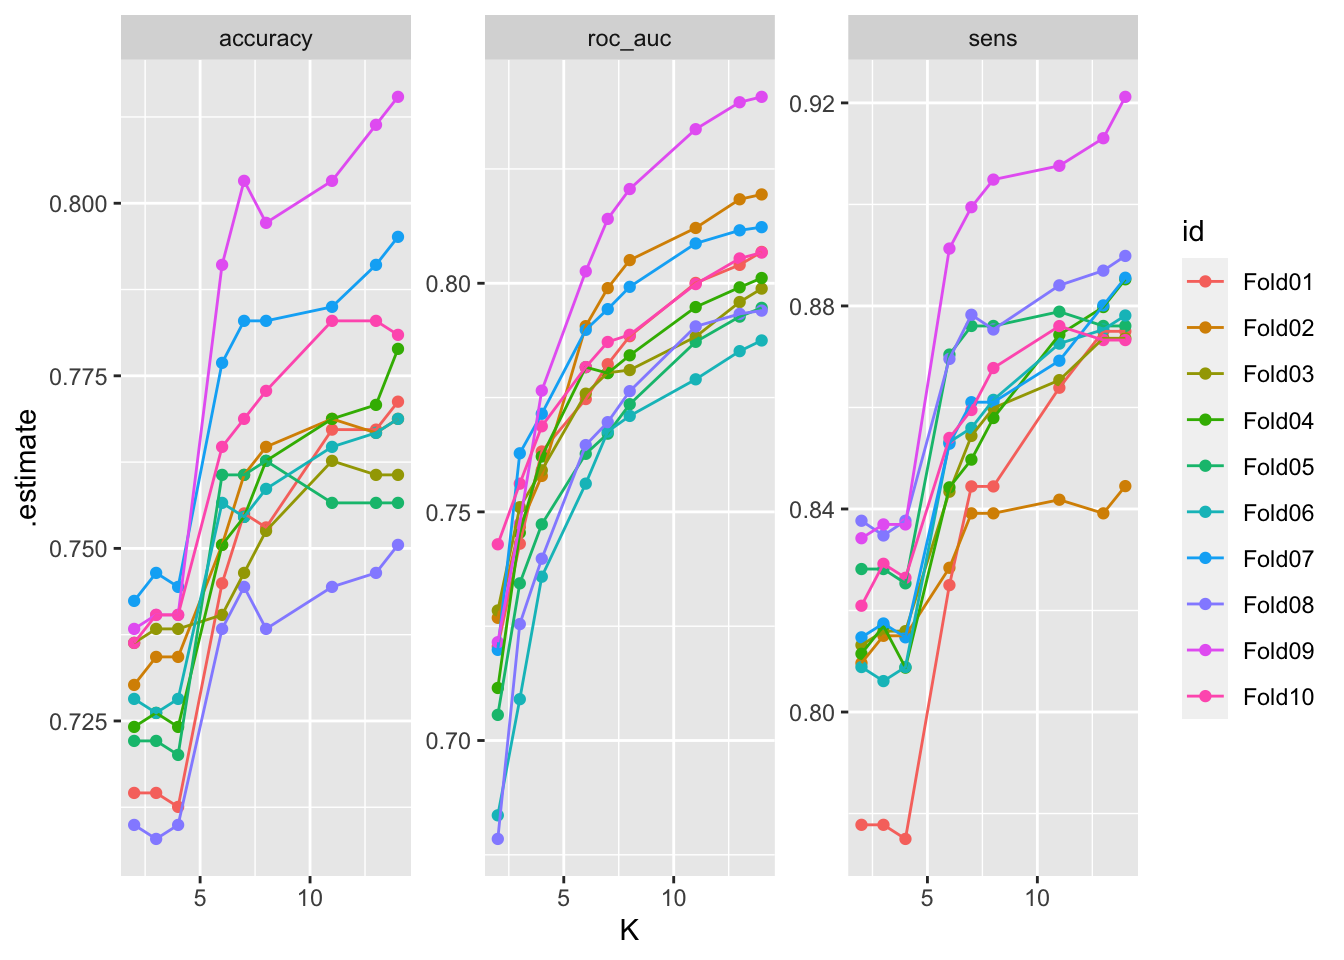 accuracy
roc_auc
sens
0.725
0.750
0.775
0.800
0.70
0.75
0.80
0.80
0.84
0.88
0.92
5
10
5
10
5
10
K
.estimate
id
Fold01
Fold02
Fold03
Fold04
Fold05
Fold06
Fold07
Fold08
Fold09
Fold10